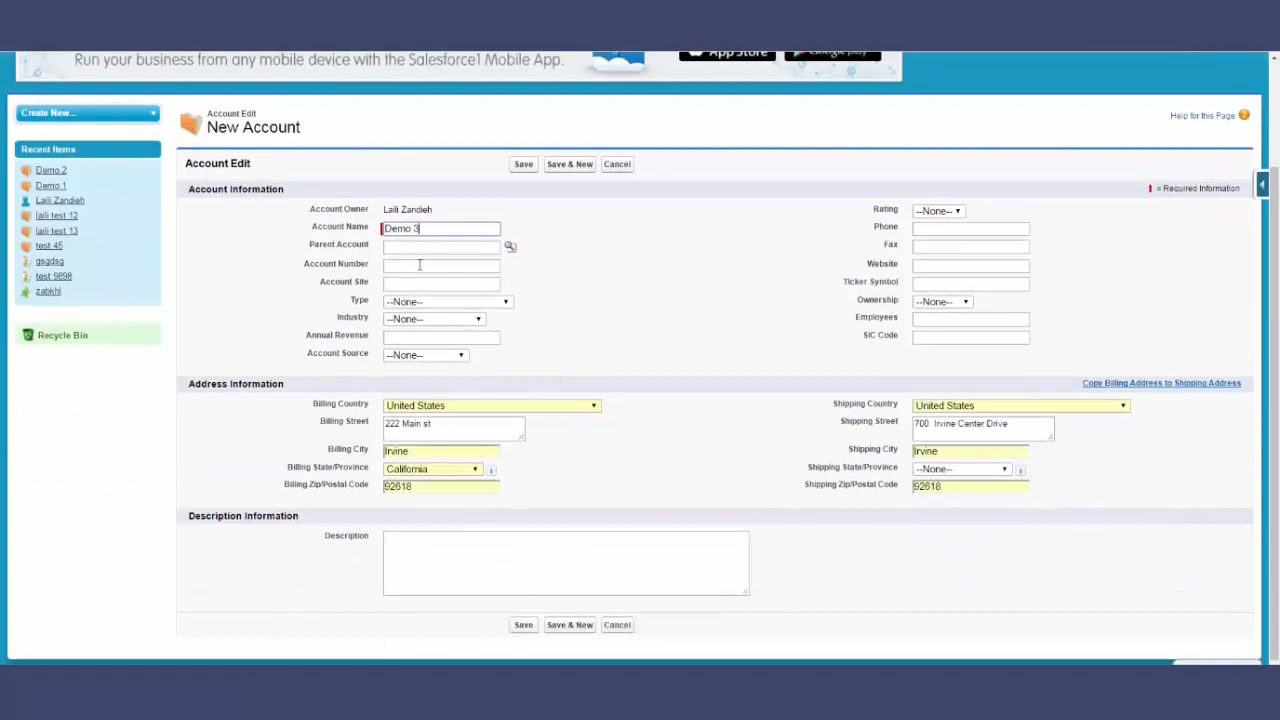 Run your business from any mobile device with the Salesforce1 Mobile App.
App Store
Create New...
Account Edit
New Account
Help for this Page ?
Recent Items
Demo 2
Demo 1
Laili Zandieh
laili test 12
laili test 13
test 45
gsgdsg
test 9898
zabkhl
Recycle Bin
Account Edit
Save
Save & New
Cancel
Account Information
= Required Information
Account Owner Laili Zandieh
Account Name Demo 3
Parent Account
Account Number
Account Site
Type --None--
Industry --None--
Annual Revenue
Account Source --None--
Rating --None--
Phone
Fax
Website
Ticker Symbol
Ownership --None--
Employees
SIC Code
Address Information
Copy Billing Address to Shipping Address
Billing Country United States
Billing Street 222 Main st
Billing City Irvine
Billing State/Province California
Billing Zip/Postal Code 92618
Shipping Country United States
Shipping Street 700 Irvine Center Drive
Shipping City Irvine
Shipping State/Province --None--
Shipping Zip/Postal Code 92618
Description Information
Description
Save
Save & New
Cancel